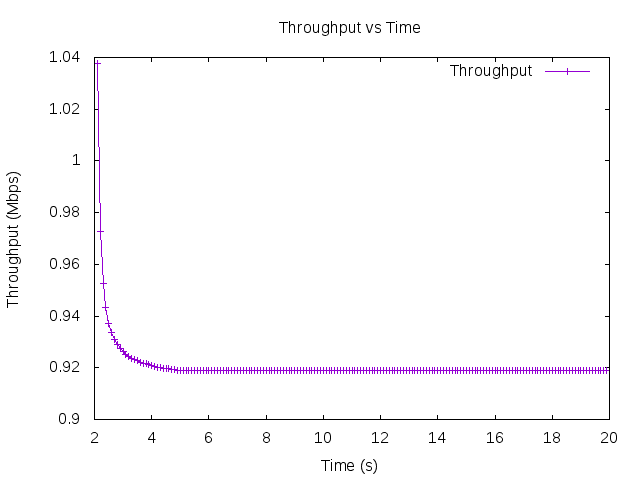 Throughput vs Time
Throughput
1.04
1.02
1
0.98
0.96
0.94
0.92
0.9
Throughput (Mbps)
2 4 6 8 10 12 14 16 18 20
Time (s)